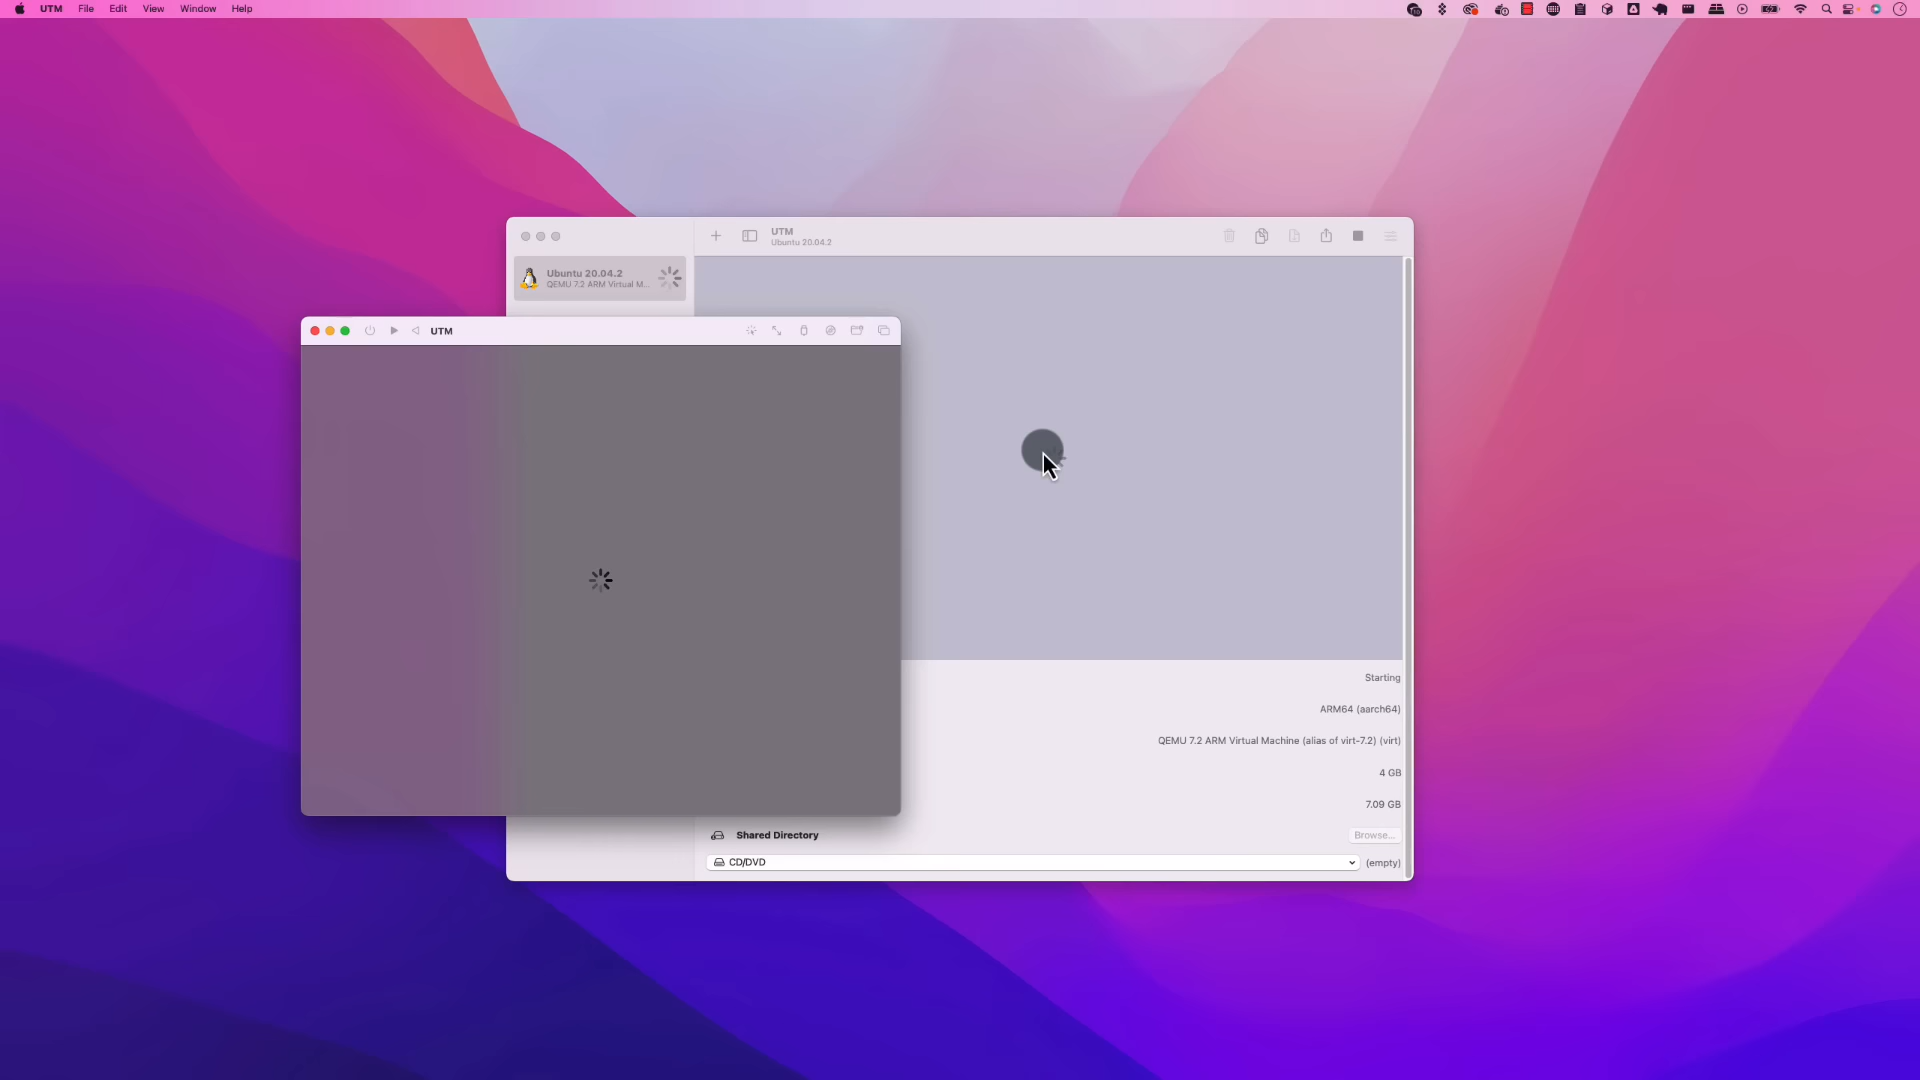 UTM File Edit View Window Help
UTM
Ubuntu 20.04.2
Ubuntu 20.04.2
QEMU 7.2 ARM Virtual M...
UTM
Starting
ARM64 (aarch64)
QEMU 7.2 ARM Virtual Machine (alias of virt-7.2) (virt)
4 GB
7.09 GB
Shared Directory
Browse...
CD/DVD
(empty)